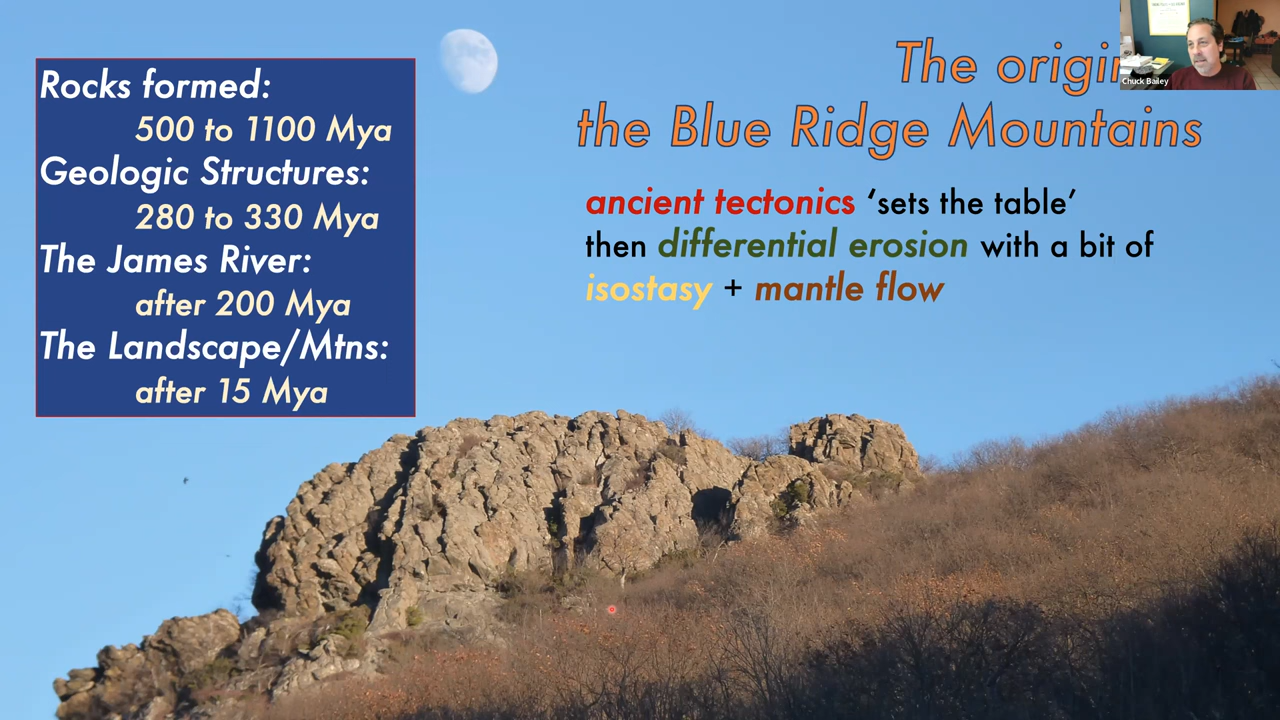 Rocks formed:
500 to 1100 Mya
Geologic Structures:
280 to 330 Mya
The James River:
after 200 Mya
The Landscape/Mtns:
after 15 Mya
The
the Blue Ridge Mountains
ancient tectonics ‘sets the table’
then differential erosion with a bit of
isostasy + mantle flow
Chuck Bailey